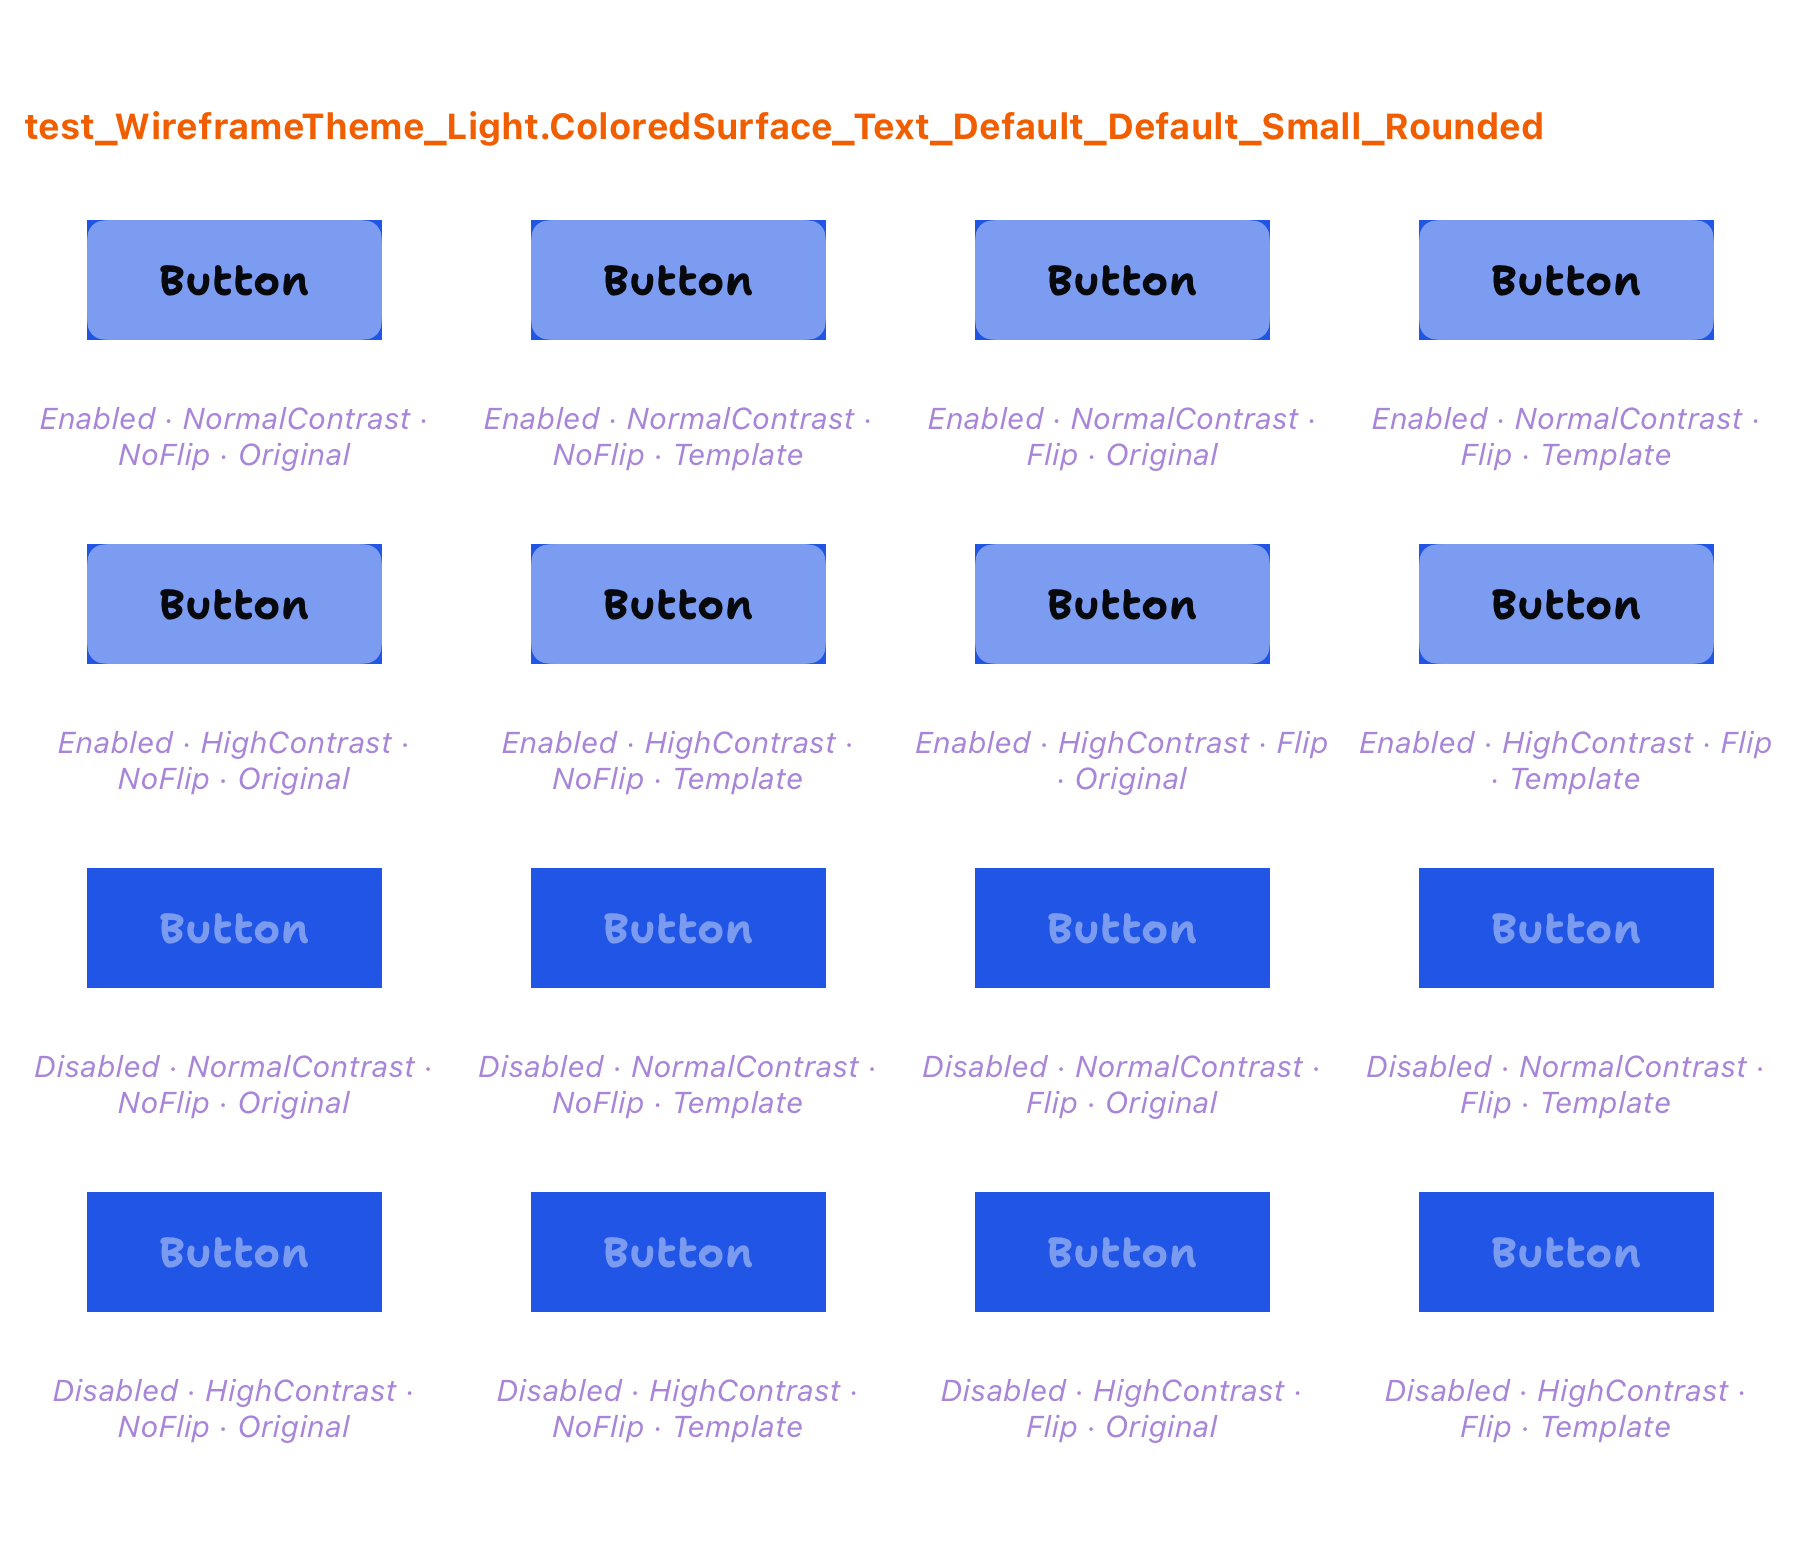 test_WireframeTheme_Light.ColoredSurface_Text_Default_Default_Small_Rounded
Button Button Button Button
Enabled · NormalContrast · Enabled · NormalContrast · Enabled · NormalContrast · Enabled · NormalContrast ·
NoFlip · Original NoFlip · Template Flip · Original Flip · Template
Button Button Button Button
Enabled · HighContrast · Enabled · HighContrast · Enabled · HighContrast · Flip Enabled · HighContrast · Flip
NoFlip · Original NoFlip · Template · Original · Template
Button Button Button Button
Disabled · NormalContrast · Disabled · NormalContrast · Disabled · NormalContrast · Disabled · NormalContrast ·
NoFlip · Original NoFlip · Template Flip · Original Flip · Template
Button Button Button Button
Disabled · HighContrast · Disabled · HighContrast · Disabled · HighContrast · Disabled · HighContrast ·
NoFlip · Original NoFlip · Template Flip · Original Flip · Template